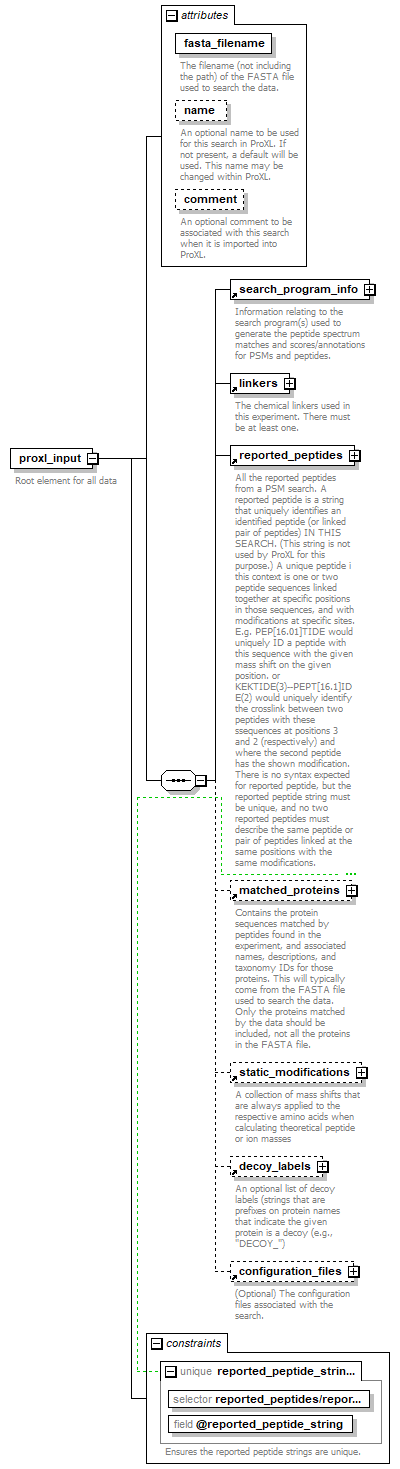 attributes
fasta_filename
The filename (not including
the path) of the FASTA file
used to search the data.
name
An optional name to be used
for this search in ProXL. If
not present, a default will be
used. This name may be
changed within ProXL.
comment
An optional comment to be
associated with this search
when it is imported into
ProXL.
proxl_input
Root element for all data
search_program_info
Information relating to the
search program(s) used to
generate the peptide spectrum
matches and scores/annotations
for PSMs and peptides.
linkers
The chemical linkers used in
this experiment. There must
be at least one.
reported_peptides
All the reported peptides
from a PSM search. A
reported peptide is a string
that uniquely identifies an
identified peptide (or linked
pair of peptides) IN THIS
SEARCH. (This string is not
used by ProXL for this
purpose.) A unique peptide i
this context is one or two
peptide sequences linked
together at specific positions
in those sequences, and with
modifications at specific sites.
E.g. PEP[16.01]TIDE would
uniquely ID a peptide with
this sequence with the given
mass shift on the given
position. or
KEKTIDE(3)--PEPT[16.1]ID
E(2) would uniquely identify
the crosslink between two
peptides with these
ssequences at positions 3
and 2 (respectively) and
where the second peptide
has the shown modification.
There is no syntax expected
for reported peptide, but the
reported peptide string must
be unique, and no two
reported peptides must
describe the same peptide or
pair of peptides linked at the
same positions with the
same modifications.
matched_proteins
Contains the protein
sequences matched by
peptides found in the
experiment, and associated
names, descriptions, and
taxonomy IDs for those
proteins. This will typically
come from the FASTA file
used to search the data.
Only the proteins matched
by the data should be
included, not all the proteins
in the FASTA file.
static_modifications
A collection of mass shifts that
are always applied to the
respective amino acids when
calculating theoretical peptide
or ion masses
decoy_labels
An optional list of decoy
labels (strings that are
prefixes on protein names
that indicate the given
protein is a decoy (e.g.,
"DECOY_")
configuration_files
(Optional) The configuration
files associated with the
search.
constraints
unique reported_peptide_strin...
selector reported_peptides/repor...
field @reported_peptide_string
Ensures the reported peptide strings are unique.